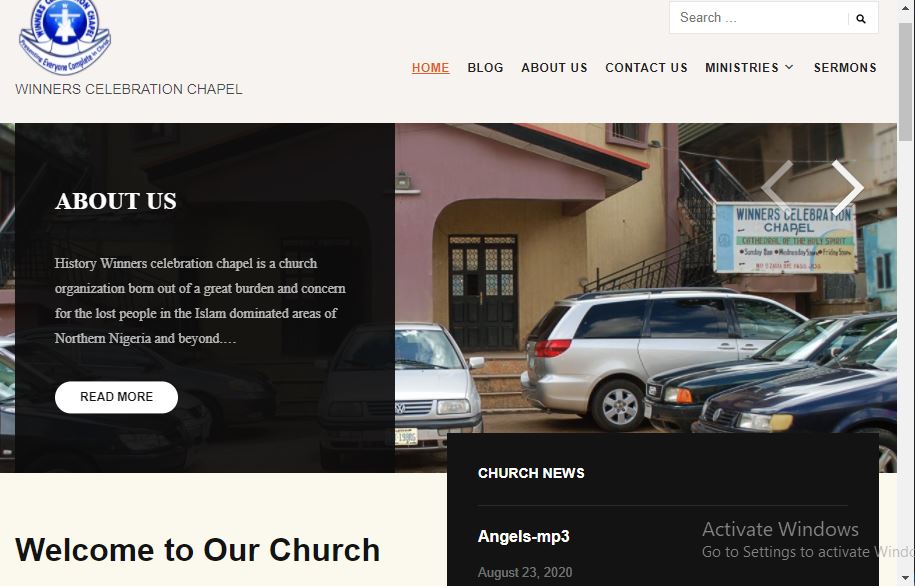 WINNERS CELEBRATION CHAPEL
Presenting Everyone Complete in Christ
WINNERS CELEBRATION CHAPEL
Search …
HOME BLOG ABOUT US CONTACT US MINISTRIES SERMONS
ABOUT US
History Winners celebration chapel is a church
organization born out of a great burden and concern
for the lost people in the Islam dominated areas of
Northern Nigeria and beyond.…
READ MORE
WINNERS CELEBRATION
CHAPEL
CATHEDRAL OF THE HOLY SPIRIT
Sunday 8am Wednesday 5pm Friday 5pm
CHURCH NEWS
Angels-mp3
August 23, 2020
Welcome to Our Church
Activate Windows
Go to Settings to activate Windo